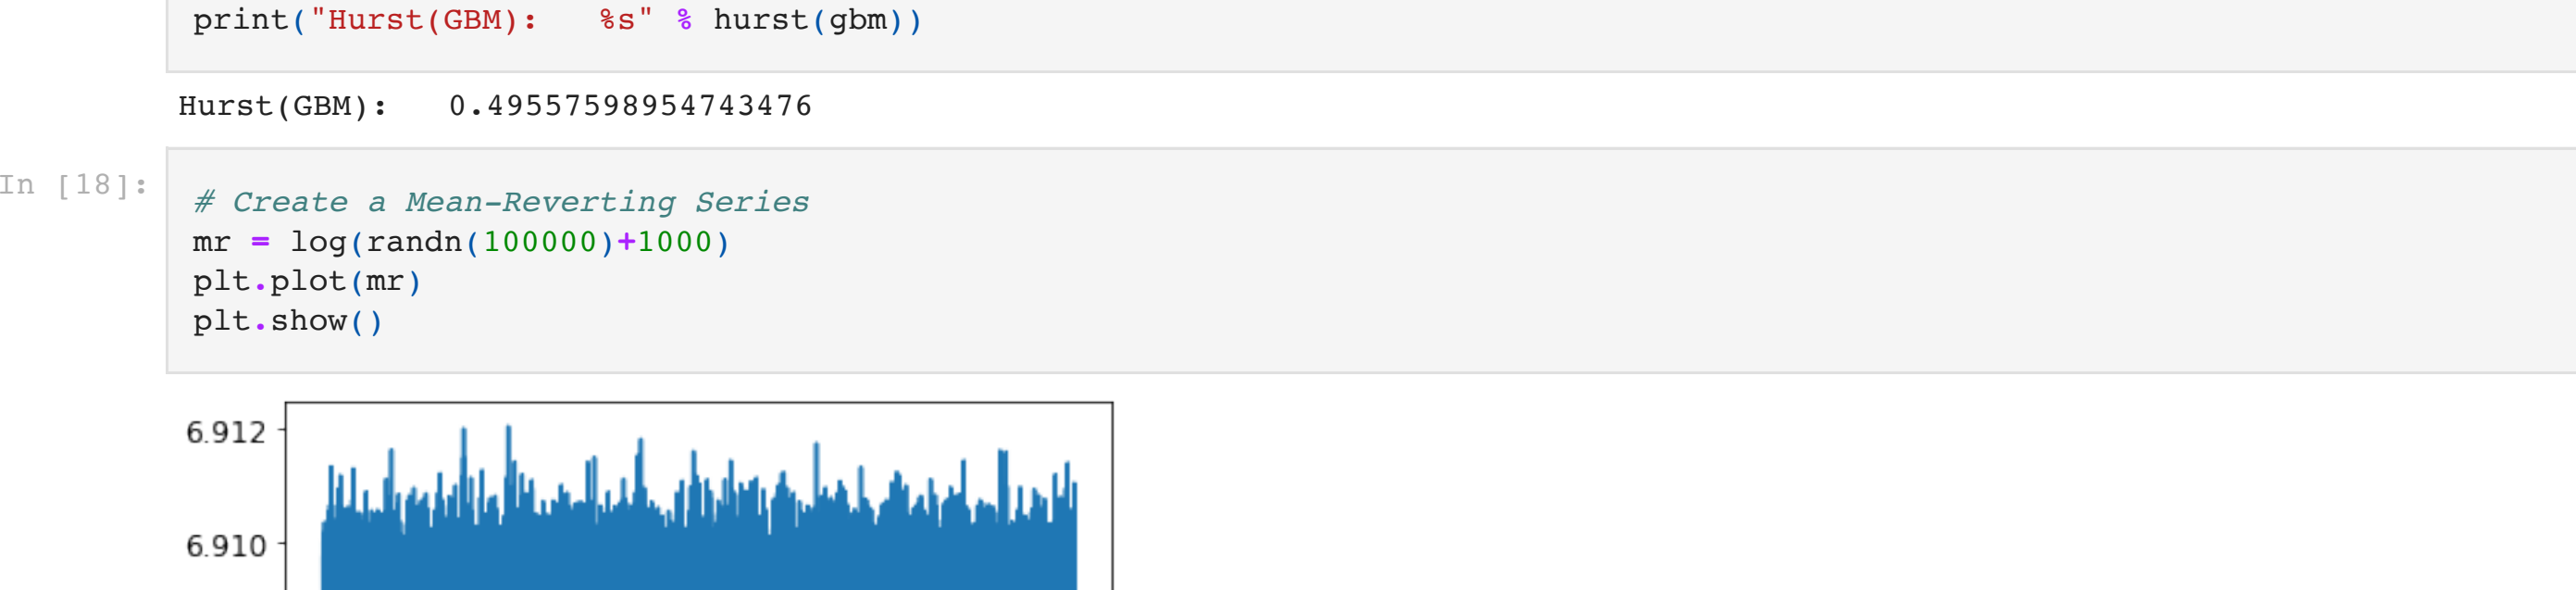 print("Hurst(GBM):   %s" % hurst(gbm))
Hurst(GBM):   0.49557598954743476
In [18]:
# Create a Mean-Reverting Series
mr = log(randn(100000)+1000)
plt.plot(mr)
plt.show()
6.912
6.910